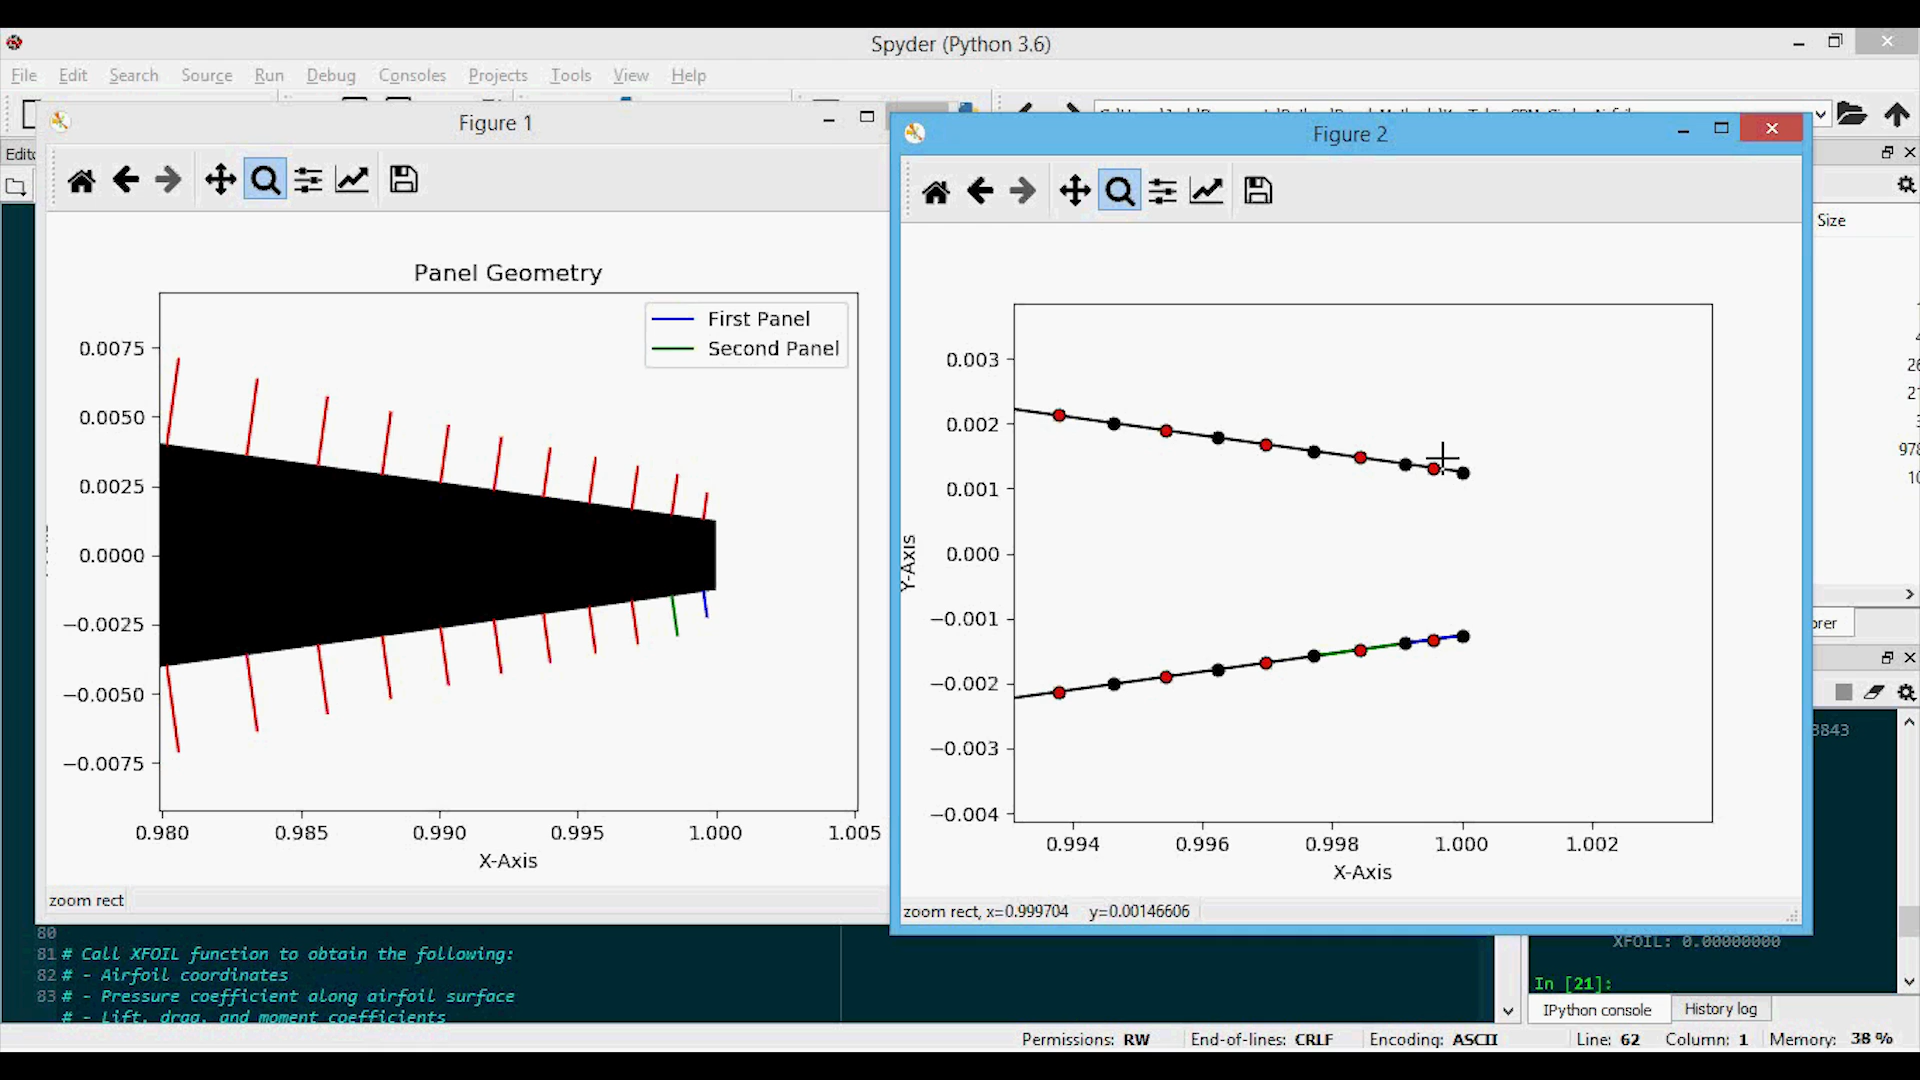 Spyder (Python 3.6)
File Edit Search Source Run Debug Consoles Projects Tools View Help
Figure 1
Figure 2
Size
Panel Geometry
First Panel
Second Panel
0.0075
0.0050
0.0025
0.0000
−0.0025
−0.0050
−0.0075
0.980 0.985 0.990 0.995 1.000 1.005
X-Axis
zoom rect
0.003
0.002
0.001
0.000
−0.001
−0.002
−0.003
−0.004
Y-Axis
0.994 0.996 0.998 1.000 1.002
X-Axis
zoom rect, x=0.999704 y=0.00146606
80
81 # Call XFOIL function to obtain the following:
82 # - Airfoil coordinates
83 # - Pressure coefficient along airfoil surface
# - Lift, drag, and moment coefficients
3843
XFOIL: 0.00000000
In [21]:
IPython console History log
Permissions: RW End-of-lines: CRLF Encoding: ASCII Line: 62 Column: 1 Memory: 38 %